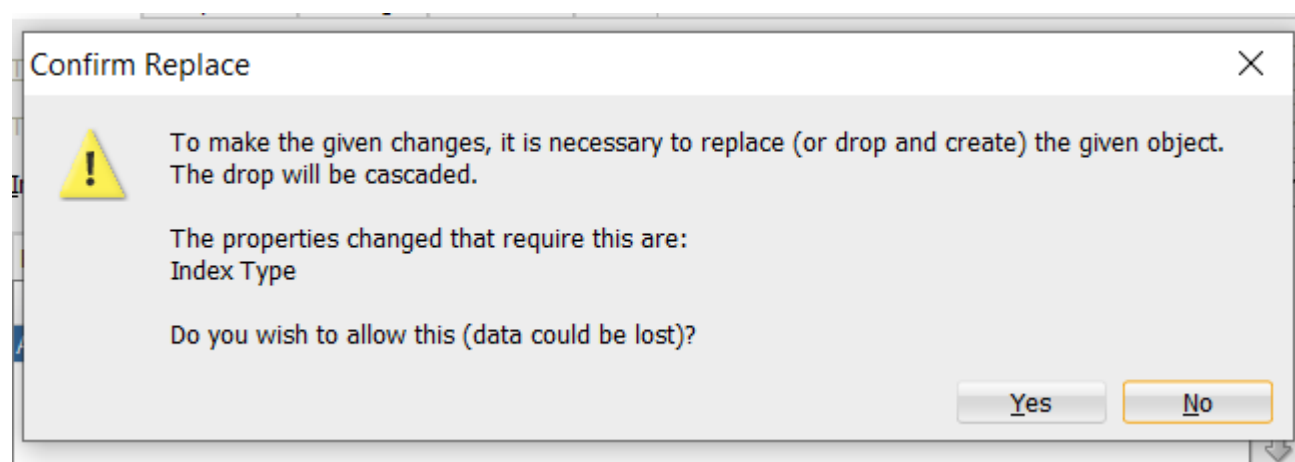 Confirm Replace
To make the given changes, it is necessary to replace (or drop and create) the given object.
The drop will be cascaded.
The properties changed that require this are:
Index Type
Do you wish to allow this (data could be lost)?
Yes
No